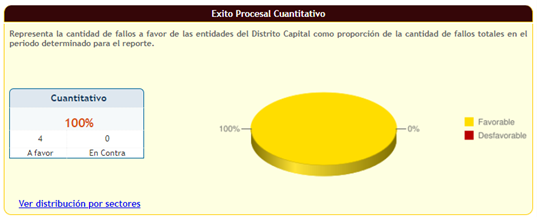 Exito Procesal Cuantitativo
Representa la cantidad de fallos a favor de las entidades del Distrito Capital como proporción de la cantidad de fallos totales en el
período determinado para el reporte.
Cuantitativo
100%
4 0
A favor En Contra
100% 0%
Favorable
Desfavorable
Ver distribución por sectores